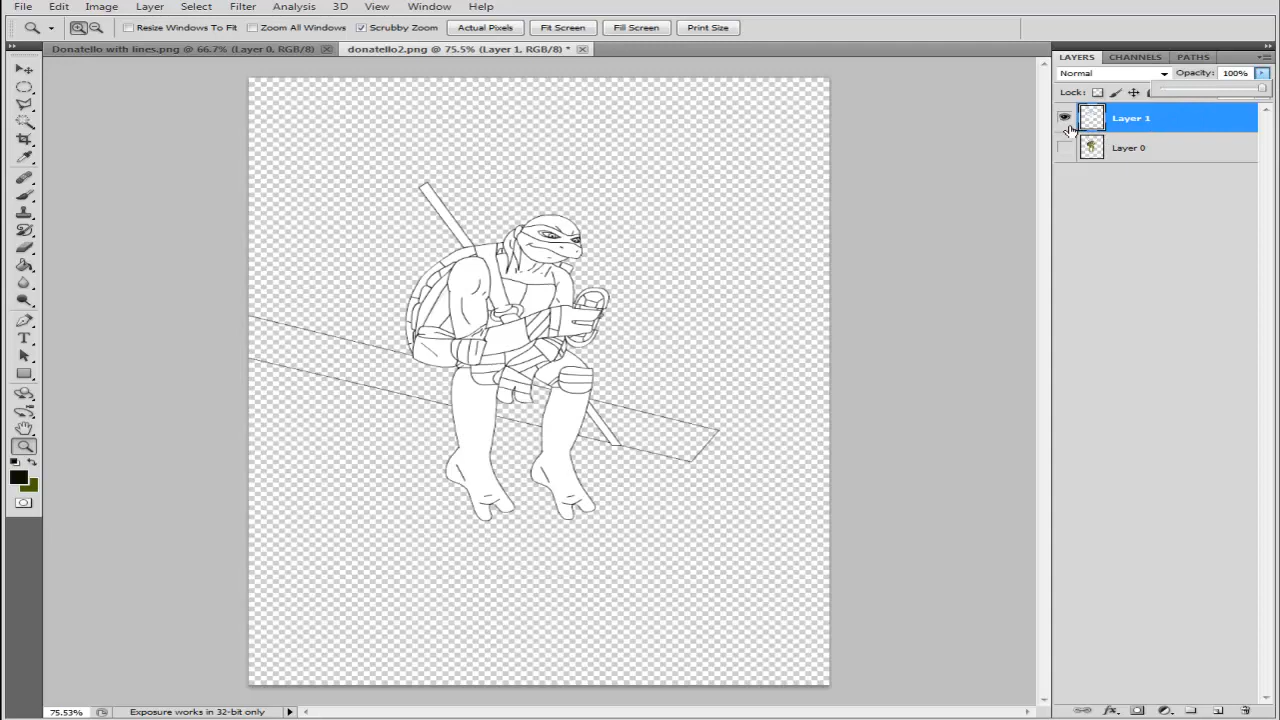 File Edit Image Layer Select Filter Analysis 3D View Window Help
Resize Windows To Fit Zoom All Windows Scrubby Zoom Actual Pixels Fit Screen Fill Screen Print Size
Donatello with lines.png @ 66.7% (Layer 0, RGB/8) donatello2.png @ 75.5% (Layer 1, RGB/8) *
LAYERS CHANNELS PATHS
Normal Opacity: 100%
Lock:
Layer 1
Layer 0
T
75.53% Exposure works in 32-bit only
fx